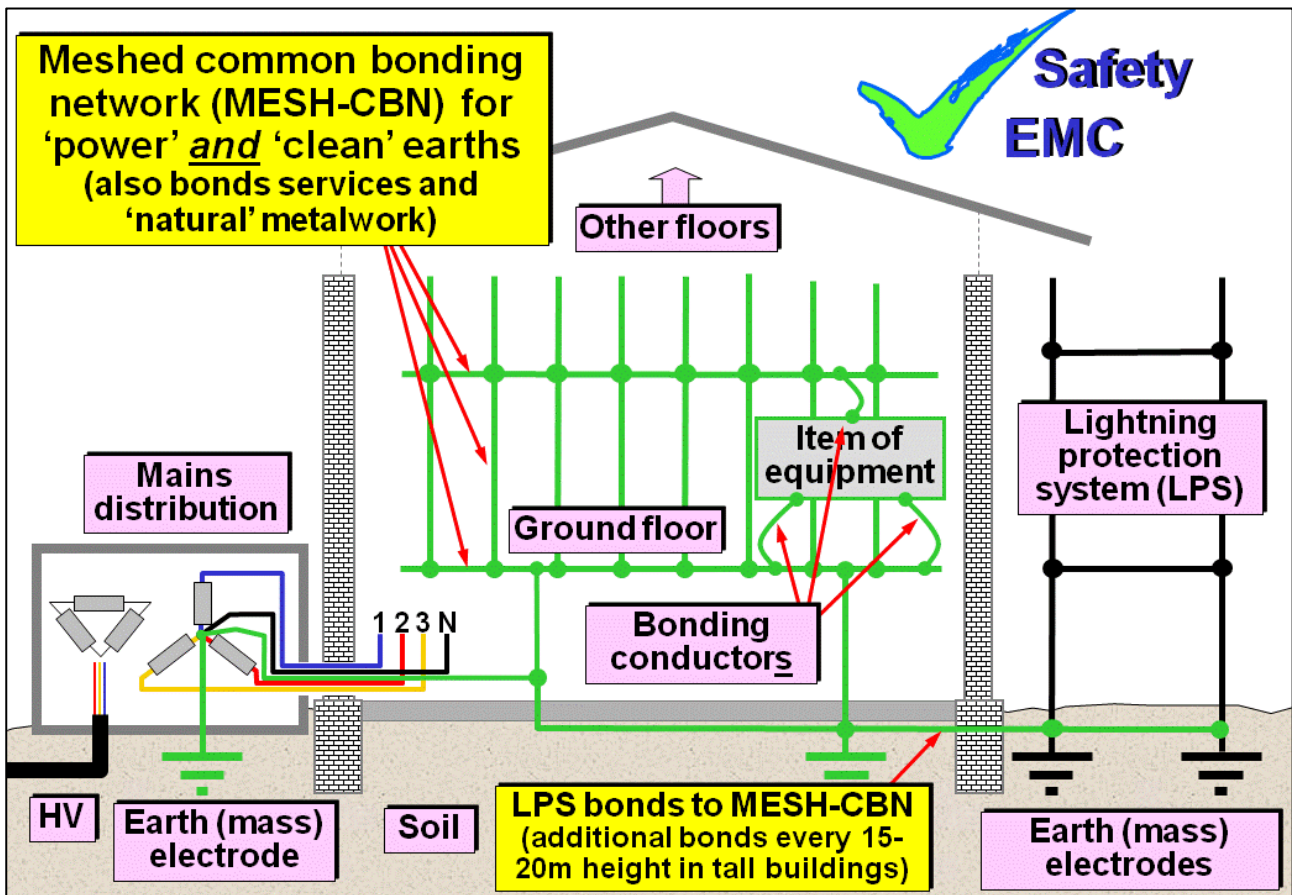 Meshed common bonding
network (MESH-CBN) for
‘power’ and ‘clean’ earths
(also bonds services and
‘natural’ metalwork)
Safety
EMC
Other floors
Mains
distribution
Item of
equipment
Lightning
protection
system (LPS)
Ground floor
1 2 3 N
Bonding
conductors
HV
Earth (mass)
electrode
Soil
LPS bonds to MESH-CBN
(additional bonds every 15-
20m height in tall buildings)
Earth (mass)
electrodes